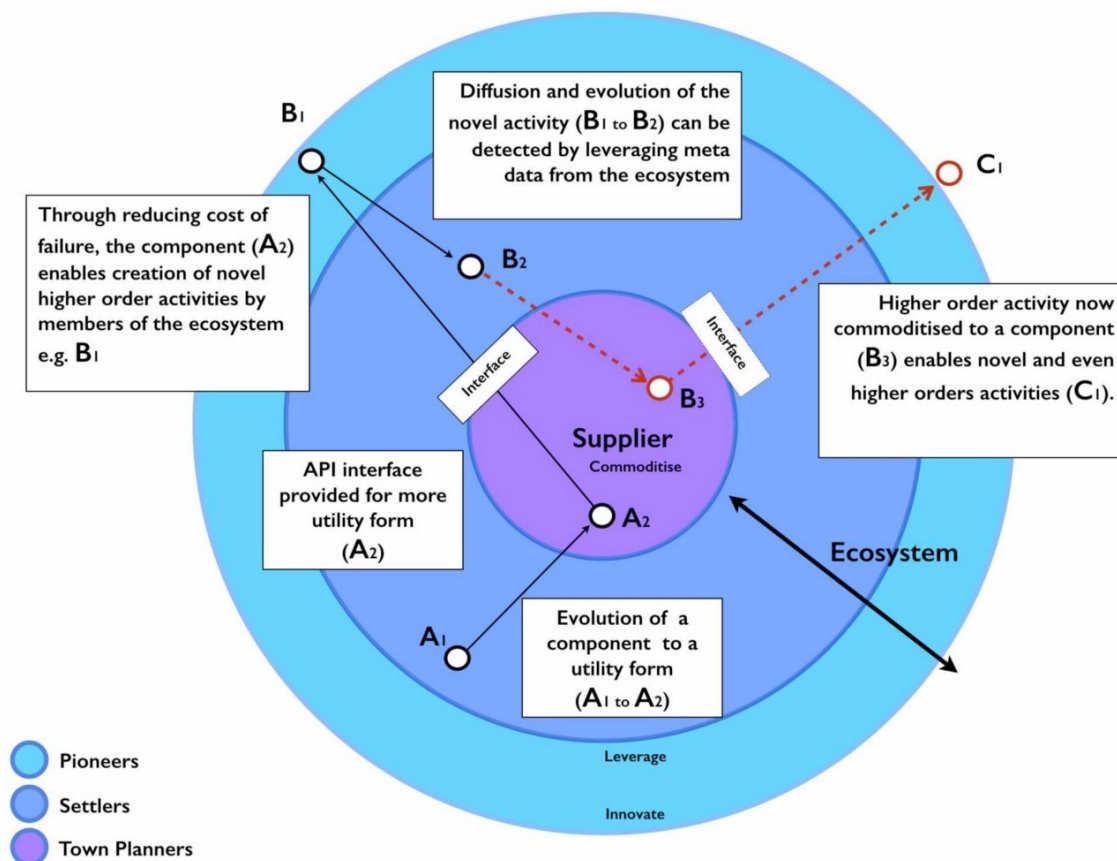 B1
Diffusion and evolution of the
novel activity (B1 to B2) can be
detected by leveraging meta
data from the ecosystem
C1
Through reducing cost of
failure, the component (A2)
enables creation of novel
higher order activities by
members of the ecosystem
e.g. B1
B2
Interface
Interface
Higher order activity now
commoditised to a component
(B3) enables novel and even
higher orders activities (C1).
B3
Supplier
Commoditise
API interface
provided for more
utility form
(A2)
A2
Ecosystem
A1
Evolution of a
component to a
utility form
(A1 to A2)
Leverage
Innovate
Pioneers
Settlers
Town Planners